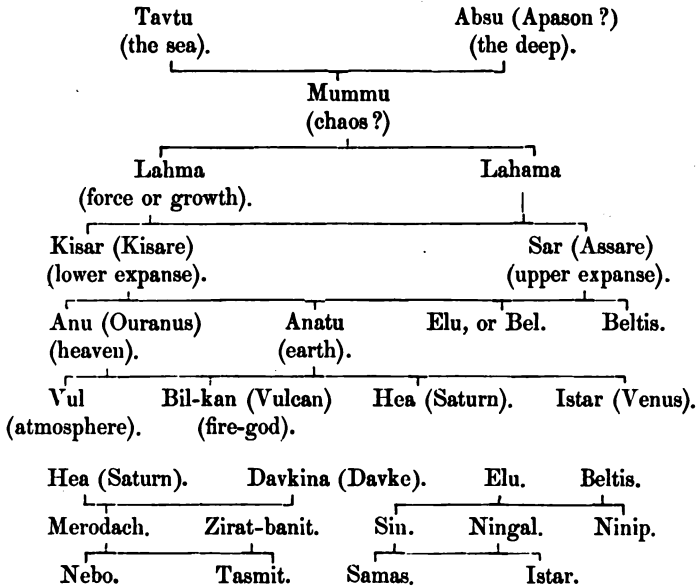 Tavtu Absu (Apason ?)
(the sea). (the deep).
Mummu
(chaos ?)
Lahma Lahama
(force or growth).
Kisar (Kisare) Sar (Assare)
(lower expanse). (upper expanse).
Anu (Ouranus) Anatu Elu, or Bel. Beltis.
(heaven). (earth).
Vul Bil-kan (Vulcan) Hea (Saturn). Istar (Venus).
(atmosphere). (fire-god).
Hea (Saturn). Davkina (Davke). Elu. Beltis.
Merodach. Zirat-banit. Sin. Ningal. Ninip.
Nebo. Tasmit. Samas. Istar.